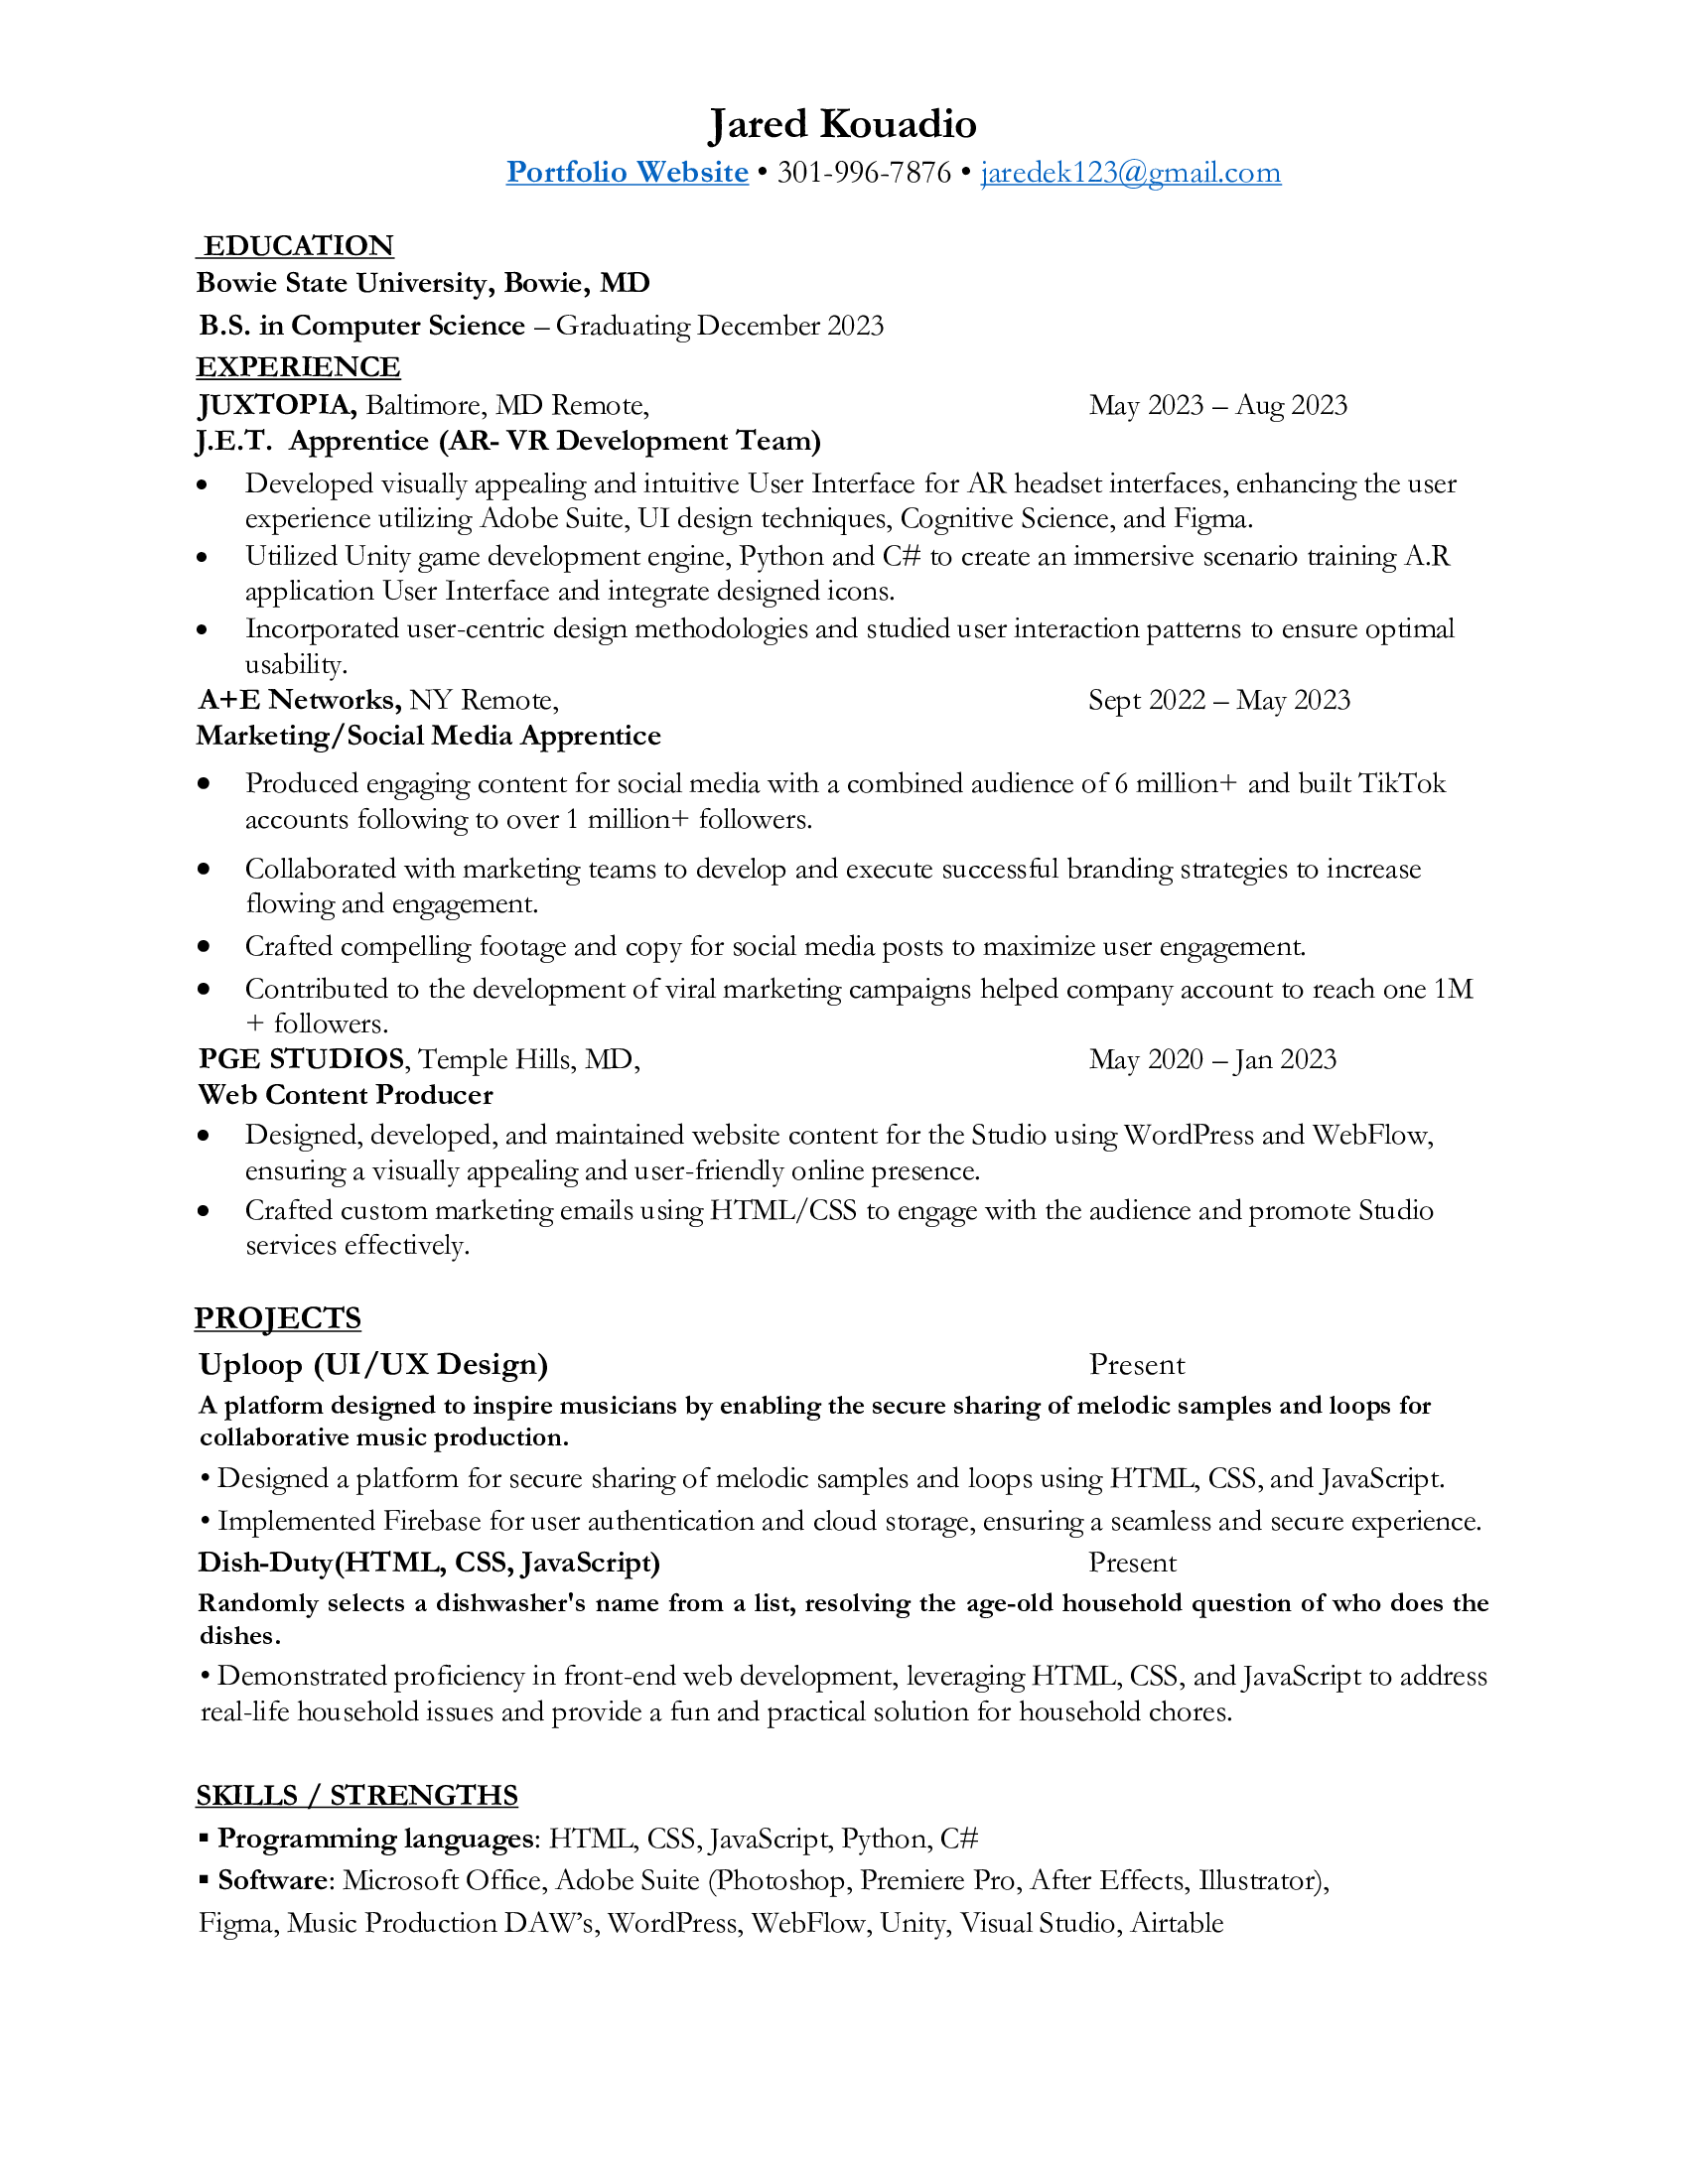 Jared Kouadio
Portfolio Website • 301-996-7876 • jaredek123@gmail.com
EDUCATION
Bowie State University, Bowie, MD
B.S. in Computer Science – Graduating December 2023
EXPERIENCE
JUXTOPIA, Baltimore, MD Remote, May 2023 – Aug 2023
J.E.T. Apprentice (AR- VR Development Team)
• Developed visually appealing and intuitive User Interface for AR headset interfaces, enhancing the user
experience utilizing Adobe Suite, UI design techniques, Cognitive Science, and Figma.
• Utilized Unity game development engine, Python and C# to create an immersive scenario training A.R
application User Interface and integrate designed icons.
• Incorporated user-centric design methodologies and studied user interaction patterns to ensure optimal
usability.
A+E Networks, NY Remote, Sept 2022 – May 2023
Marketing/Social Media Apprentice
• Produced engaging content for social media with a combined audience of 6 million+ and built TikTok
accounts following to over 1 million+ followers.
• Collaborated with marketing teams to develop and execute successful branding strategies to increase
flowing and engagement.
• Crafted compelling footage and copy for social media posts to maximize user engagement.
• Contributed to the development of viral marketing campaigns helped company account to reach one 1M
+ followers.
PGE STUDIOS, Temple Hills, MD, May 2020 – Jan 2023
Web Content Producer
• Designed, developed, and maintained website content for the Studio using WordPress and WebFlow,
ensuring a visually appealing and user-friendly online presence.
• Crafted custom marketing emails using HTML/CSS to engage with the audience and promote Studio
services effectively.
PROJECTS
Uploop (UI/UX Design) Present
A platform designed to inspire musicians by enabling the secure sharing of melodic samples and loops for
collaborative music production.
• Designed a platform for secure sharing of melodic samples and loops using HTML, CSS, and JavaScript.
• Implemented Firebase for user authentication and cloud storage, ensuring a seamless and secure experience.
Dish-Duty(HTML, CSS, JavaScript) Present
Randomly selects a dishwasher's name from a list, resolving the age-old household question of who does the
dishes.
• Demonstrated proficiency in front-end web development, leveraging HTML, CSS, and JavaScript to address
real-life household issues and provide a fun and practical solution for household chores.
SKILLS / STRENGTHS
▪ Programming languages: HTML, CSS, JavaScript, Python, C#
▪ Software: Microsoft Office, Adobe Suite (Photoshop, Premiere Pro, After Effects, Illustrator),
Figma, Music Production DAW’s, WordPress, WebFlow, Unity, Visual Studio, Airtable